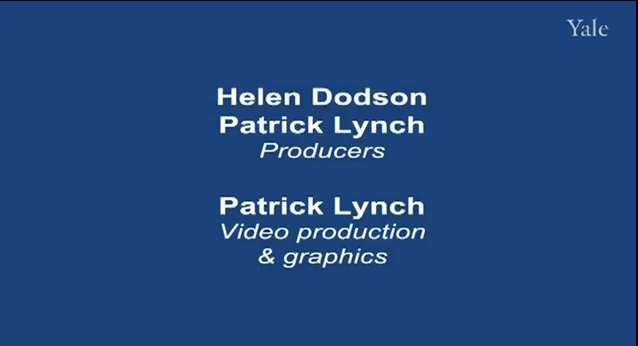 Yale
Helen Dodson
Patrick Lynch
Producers
Patrick Lynch
Video production
& graphics